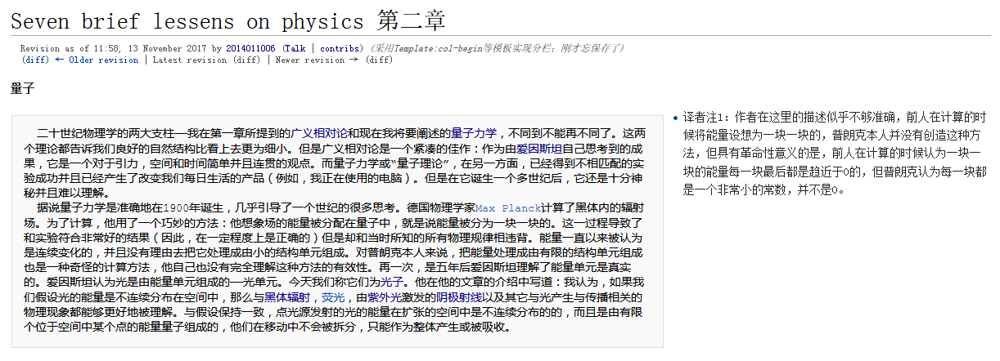 Seven brief lessens on physics 第二章
Revision as of 11:58, 13 November 2017 by 2014011006 (Talk | contribs) (采用Template:col-begin等模板实现分栏；刚才忘保存了)
(diff) ← Older revision | Latest revision (diff) | Newer revision → (diff)
量子
二十世纪物理学的两大支柱——我在第一章所提到的广义相对论和现在我将要阐述的量子力学，不同到不能再不同了。这两
个理论都告诉我们良好的自然结构比看上去更为细小。但是广义相对论是一个紧凑的佳作：作为由爱因斯坦自己思考到的成
果，它是一个对于引力，空间和时间简单并且连贯的观点。而量子力学或“量子理论”，在另一方面，已经得到不相匹配的实
验成功并且已经产生了改变我们每日生活的产品（例如，我正在使用的电脑）。但是在它诞生一个多世纪后，它还是十分神
秘并且难以理解。
据说量子力学是准确地在1900年诞生，几乎引导了一个世纪的很多思考。德国物理学家Max Planck计算了黑体内的辐射
场。为了计算，他用了一个巧妙的方法：他想象场的能量被分配在量子中，就是说能量被分为一块一块的。这一过程导致了
和实验符合非常好的结果（因此，在一定程度上是正确的）但是却和当时所知的所有物理规律相违背。能量一直以来被认为
是连续变化的，并且没有理由去把它处理成由小的结构单元组成。对普朗克本人来说，把能量处理成由有限的结构单元组成
也是一种奇怪的计算方法，他自己也没有完全理解这种方法的有效性。再一次，是五年后爱因斯坦理解了能量单元是真实
的。爱因斯坦认为光是由能量单元组成的——光单元。今天我们称它们为光子。他在他的文章的介绍中写道：我认为，如果我
们假设光的能量是不连续分布在空间中，那么与黑体辐射，荧光，由紫外光激发的阴极射线以及其它与光产生与传播相关的
物理现象都能够更好地被理解。与假设保持一致，点光源发射的光的能量在扩张的空间中是不连续分布的的，而且是由有限
个位于空间中某个点的能量量子组成的，他们在移动中不会被拆分，只能作为整体产生或被吸收。
译者注1：作者在这里的描述似乎不够准确，前人在计算的时
候将能量设想为一块一块的，普朗克本人并没有创造这种方
法，但具有革命性意义的是，前人在计算的时候认为一块一
块的能量每一块最后都是趋近于0的，但普朗克认为每一块都
是一个非常小的常数，并不是0。